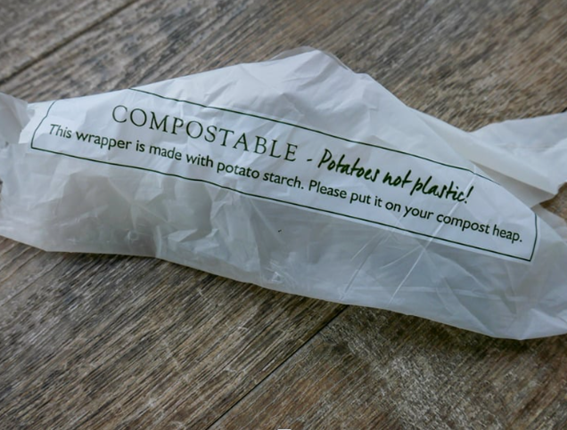 COMPOSTABLE - Potatoes not plastic!
This wrapper is made with potato starch. Please put it on your compost heap.